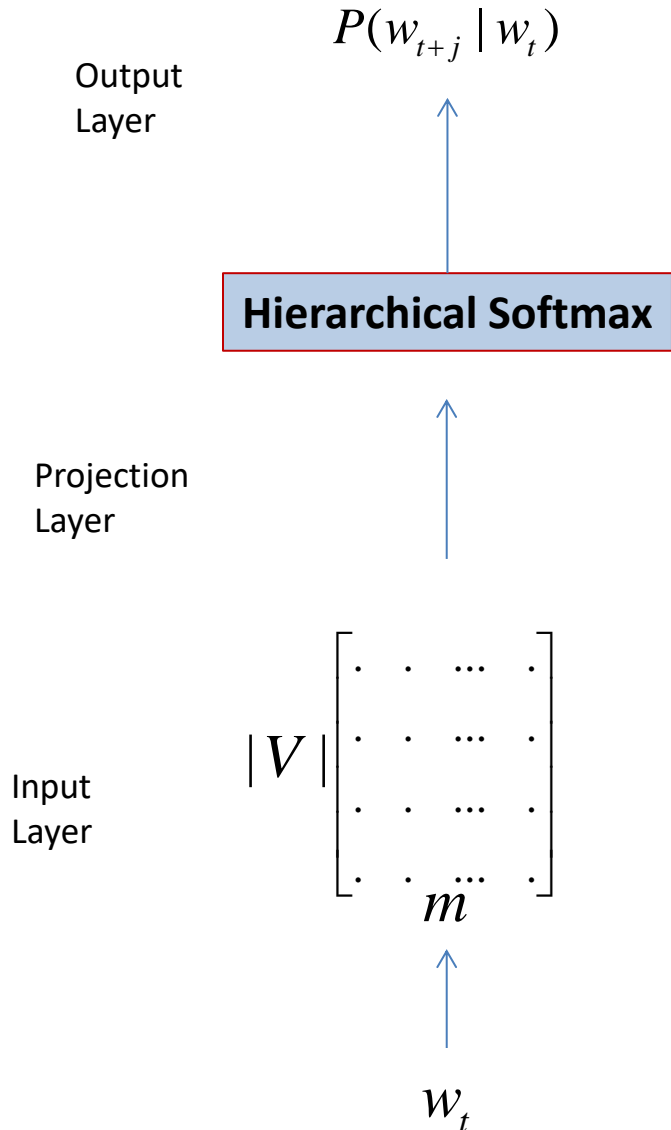 P(w_{t+j} | w_t)
Output
Layer
Hierarchical Softmax
Projection
Layer
. . ... .
. . ... .
|V|
Input
Layer
. . ... .
. . ... .
m
w_t